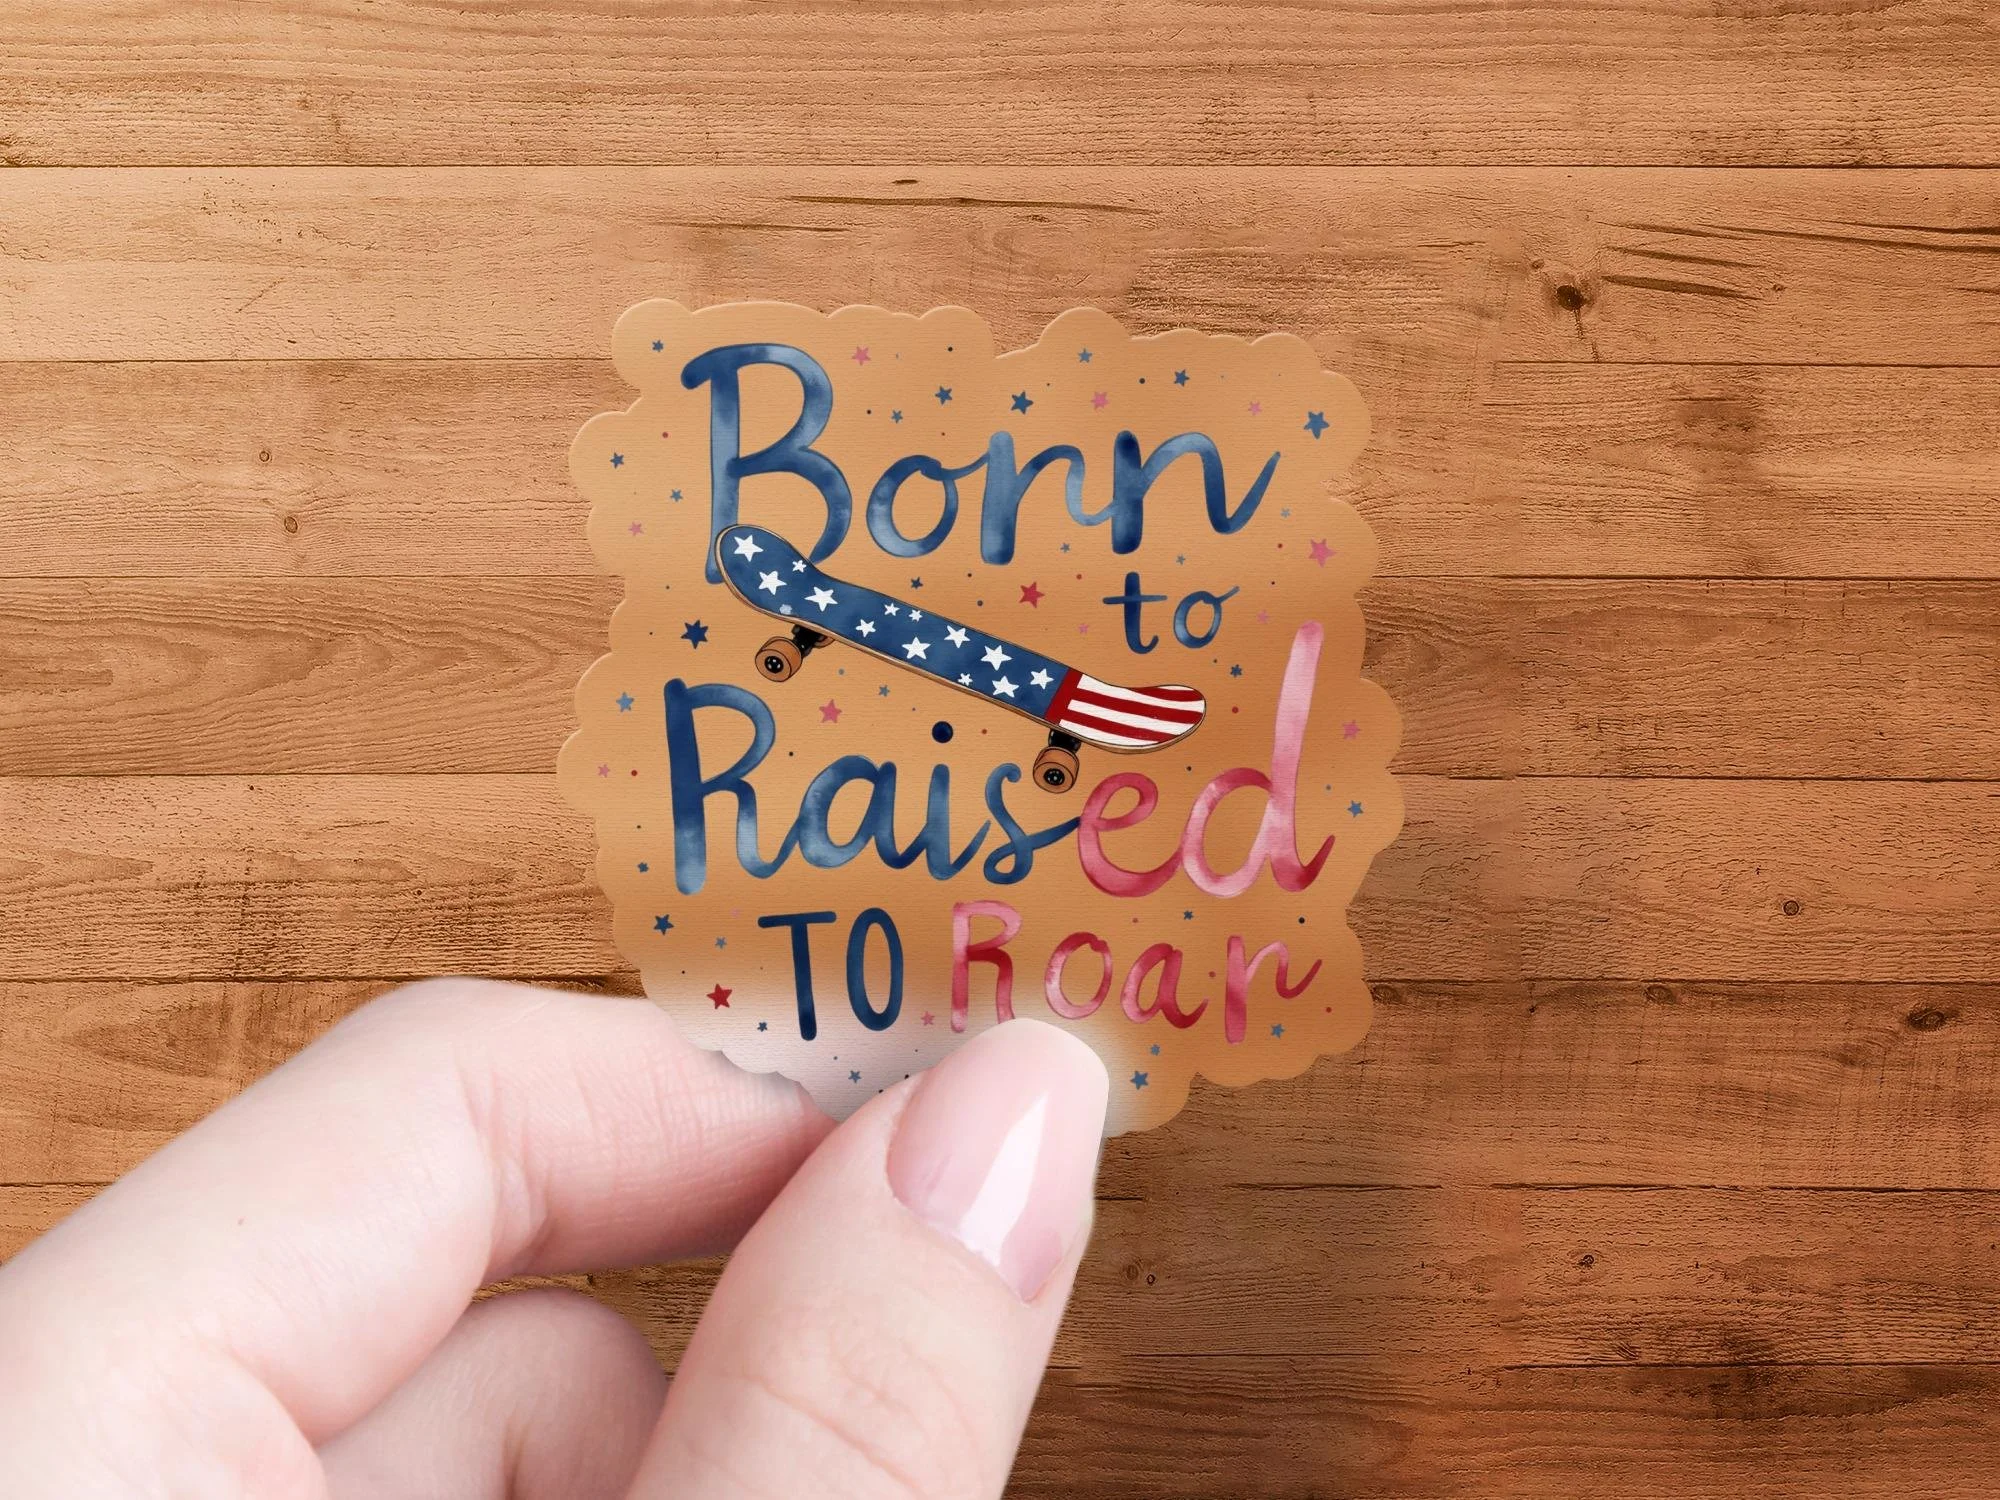 Born
to
Raised
TO Roar